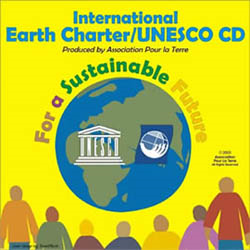 International
Earth Charter/UNESCO CD
Produced by Association Pour la Terre
For a Sustainable Future
UNESCO
© 2003
Association
Pour La Terre
All Rights Reserved